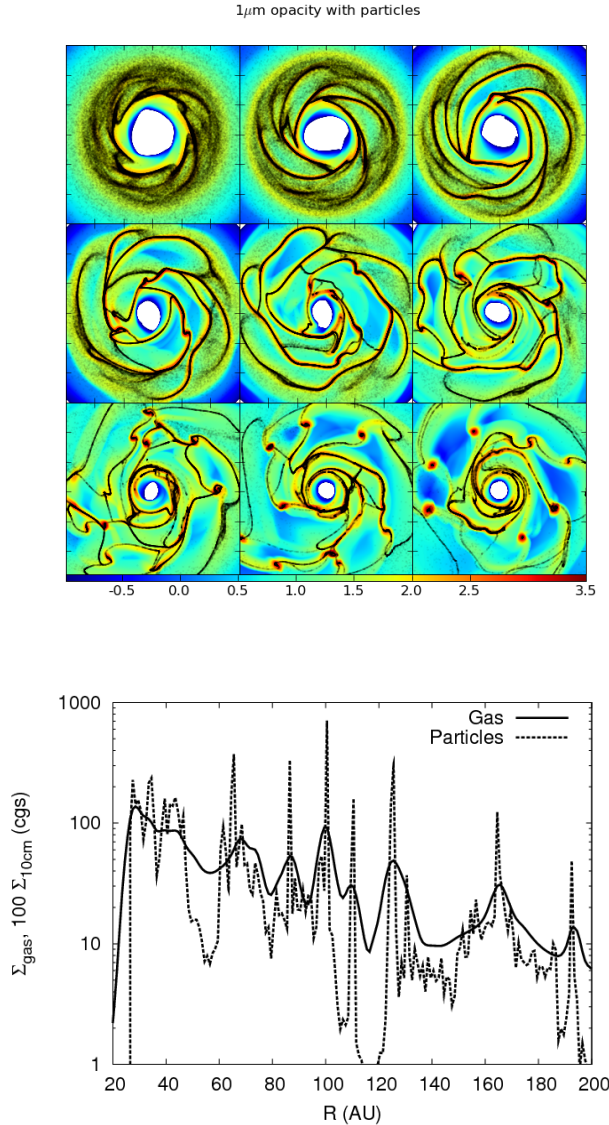 1μm opacity with particles
-0.5 0.0 0.5 1.0 1.5 2.0 2.5 3.5
1000
Gas
Particles
100
10
1
Σgas, 100 Σ10cm (cgs)
20 40 60 80 100 120 140 160 180 200
R (AU)